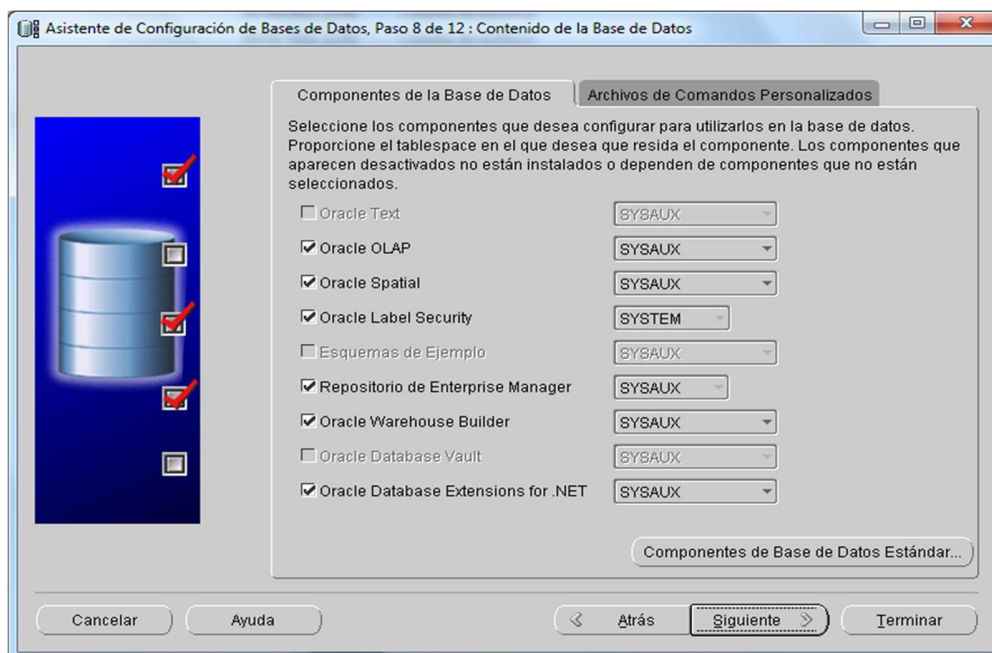 Asistente de Configuración de Bases de Datos, Paso 8 de 12 : Contenido de la Base de Datos
Componentes de la Base de Datos
Archivos de Comandos Personalizados
Seleccione los componentes que desea configurar para utilizarlos en la base de datos.
Proporcione el tablespace en el que desea que resida el componente. Los componentes que
aparecen desactivados no están instalados o dependen de componentes que no están
seleccionados.
Oracle Text SYSAUX
Oracle OLAP SYSAUX
Oracle Spatial SYSAUX
Oracle Label Security SYSTEM
Esquemas de Ejemplo SYSAUX
Repositorio de Enterprise Manager SYSAUX
Oracle Warehouse Builder SYSAUX
Oracle Database Vault SYSAUX
Oracle Database Extensions for .NET SYSAUX
Componentes de Base de Datos Estándar...
Cancelar Ayuda Atrás Siguiente Terminar